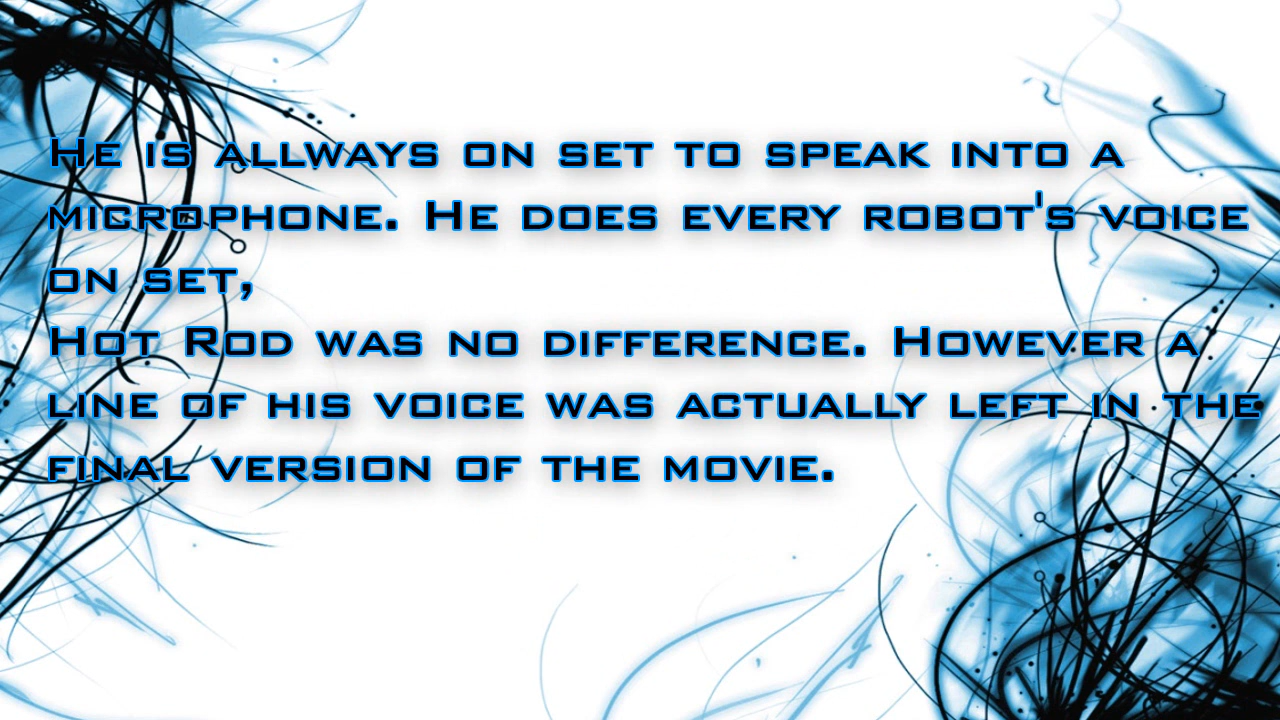 He is allways on set to speak into a
microphone. He does every robot's voice
on set,
Hot Rod was no difference. However a
line of his voice was actually left in the
final version of the movie.